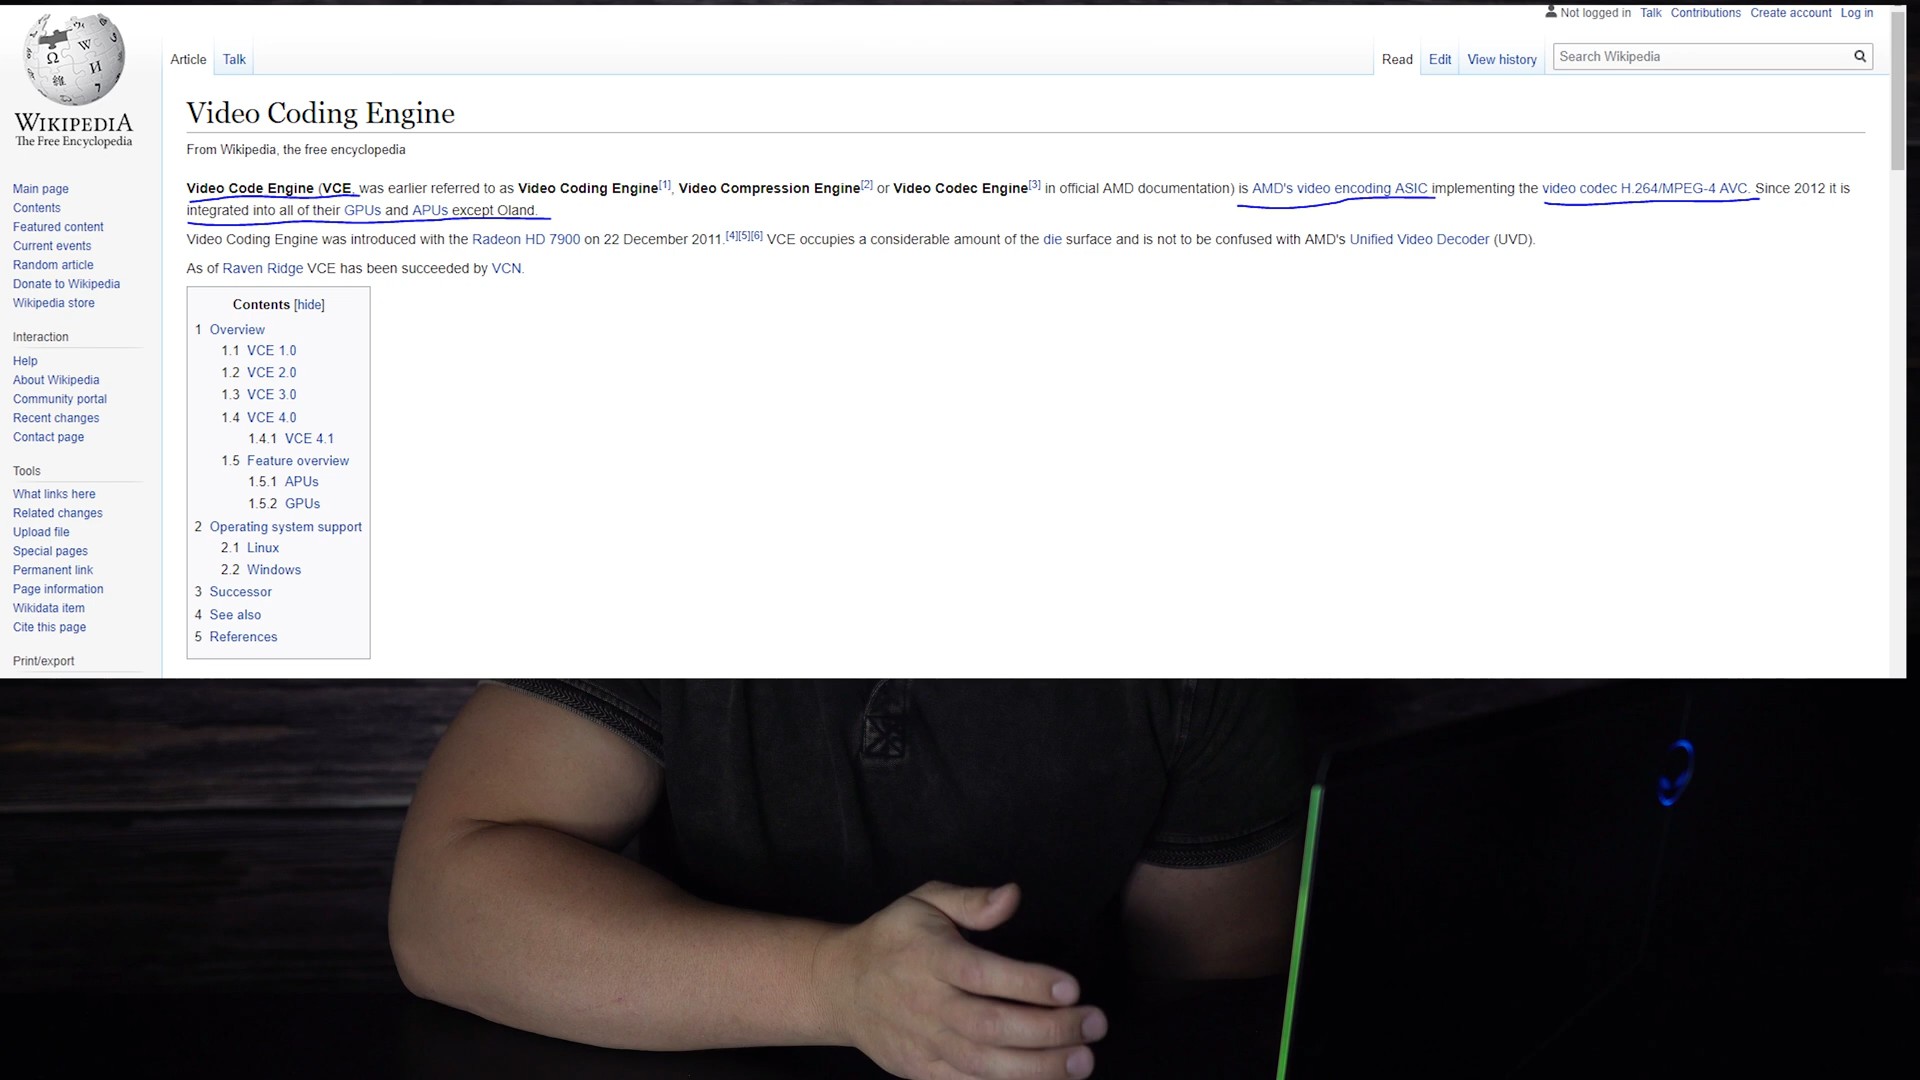 Not logged in Talk Contributions Create account Log in
Article Talk Read Edit View history Search Wikipedia
WIKIPEDIA
The Free Encyclopedia
Main page
Contents
Featured content
Current events
Random article
Donate to Wikipedia
Wikipedia store
Interaction
Help
About Wikipedia
Community portal
Recent changes
Contact page
Tools
What links here
Related changes
Upload file
Special pages
Permanent link
Page information
Wikidata item
Cite this page
Print/export
Video Coding Engine
From Wikipedia, the free encyclopedia
Video Code Engine (VCE, was earlier referred to as Video Coding Engine[1], Video Compression Engine[2] or Video Codec Engine[3] in official AMD documentation) is AMD's video encoding ASIC implementing the video codec H.264/MPEG-4 AVC. Since 2012 it is
integrated into all of their GPUs and APUs except Oland.
Video Coding Engine was introduced with the Radeon HD 7900 on 22 December 2011.[4][5][6] VCE occupies a considerable amount of the die surface and is not to be confused with AMD's Unified Video Decoder (UVD).
As of Raven Ridge VCE has been succeeded by VCN.
Contents [hide]
1 Overview
1.1 VCE 1.0
1.2 VCE 2.0
1.3 VCE 3.0
1.4 VCE 4.0
1.4.1 VCE 4.1
1.5 Feature overview
1.5.1 APUs
1.5.2 GPUs
2 Operating system support
2.1 Linux
2.2 Windows
3 Successor
4 See also
5 References